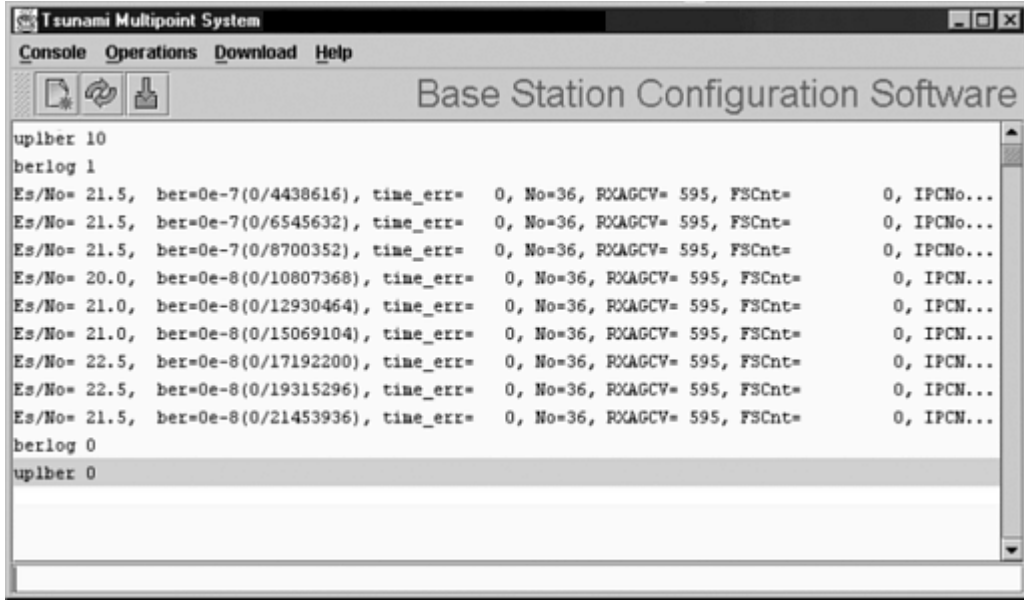 Tsunami Multipoint System
Console Operations Download Help
Base Station Configuration Software
uplber 10
berlog 1
Es/No= 21.5, ber=0e-7(0/4438616), time_err= 0, No=36, RXAGCV= 595, FSCnt= 0, IPCNo...
Es/No= 21.5, ber=0e-7(0/6545632), time_err= 0, No=36, RXAGCV= 595, FSCnt= 0, IPCNo...
Es/No= 21.5, ber=0e-7(0/8700352), time_err= 0, No=36, RXAGCV= 595, FSCnt= 0, IPCNo...
Es/No= 20.0, ber=0e-8(0/10807368), time_err= 0, No=36, RXAGCV= 595, FSCnt= 0, IPCN...
Es/No= 21.0, ber=0e-8(0/12930464), time_err= 0, No=36, RXAGCV= 595, FSCnt= 0, IPCN...
Es/No= 21.0, ber=0e-8(0/15069104), time_err= 0, No=36, RXAGCV= 595, FSCnt= 0, IPCN...
Es/No= 22.5, ber=0e-8(0/17192200), time_err= 0, No=36, RXAGCV= 595, FSCnt= 0, IPCN...
Es/No= 22.5, ber=0e-8(0/19315296), time_err= 0, No=36, RXAGCV= 595, FSCnt= 0, IPCN...
Es/No= 21.5, ber=0e-8(0/21453936), time_err= 0, No=36, RXAGCV= 595, FSCnt= 0, IPCN...
berlog 0
uplber 0